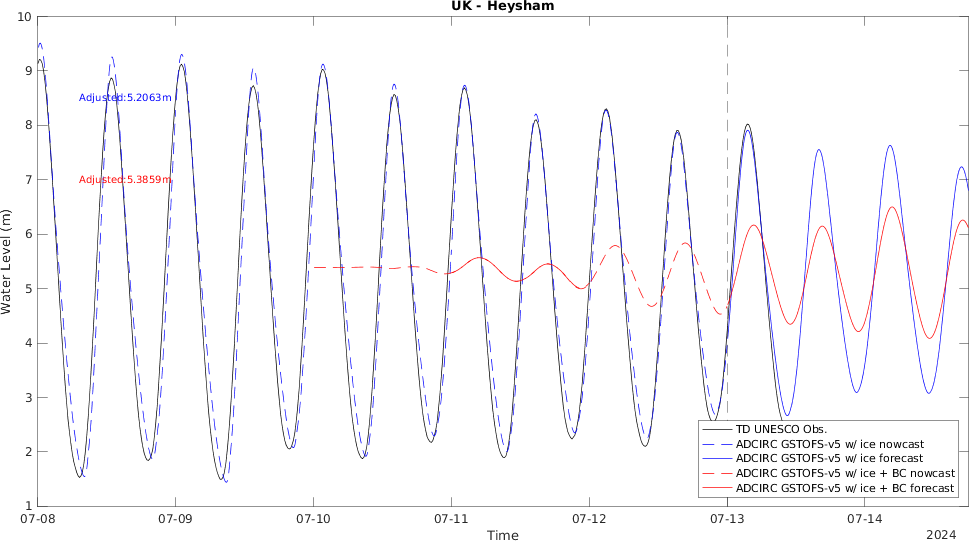 UK - Heysham
10
9
8
7
6
5
4
3
2
1
Water Level (m)
Adjusted:5.2063m
Adjusted:5.3859m
TD UNESCO Obs.
ADCIRC GSTOFS-v5 w/ ice nowcast
ADCIRC GSTOFS-v5 w/ ice forecast
ADCIRC GSTOFS-v5 w/ ice + BC nowcast
ADCIRC GSTOFS-v5 w/ ice + BC forecast
07-08 07-09 07-10 07-11 07-12 07-13 07-14
Time
2024